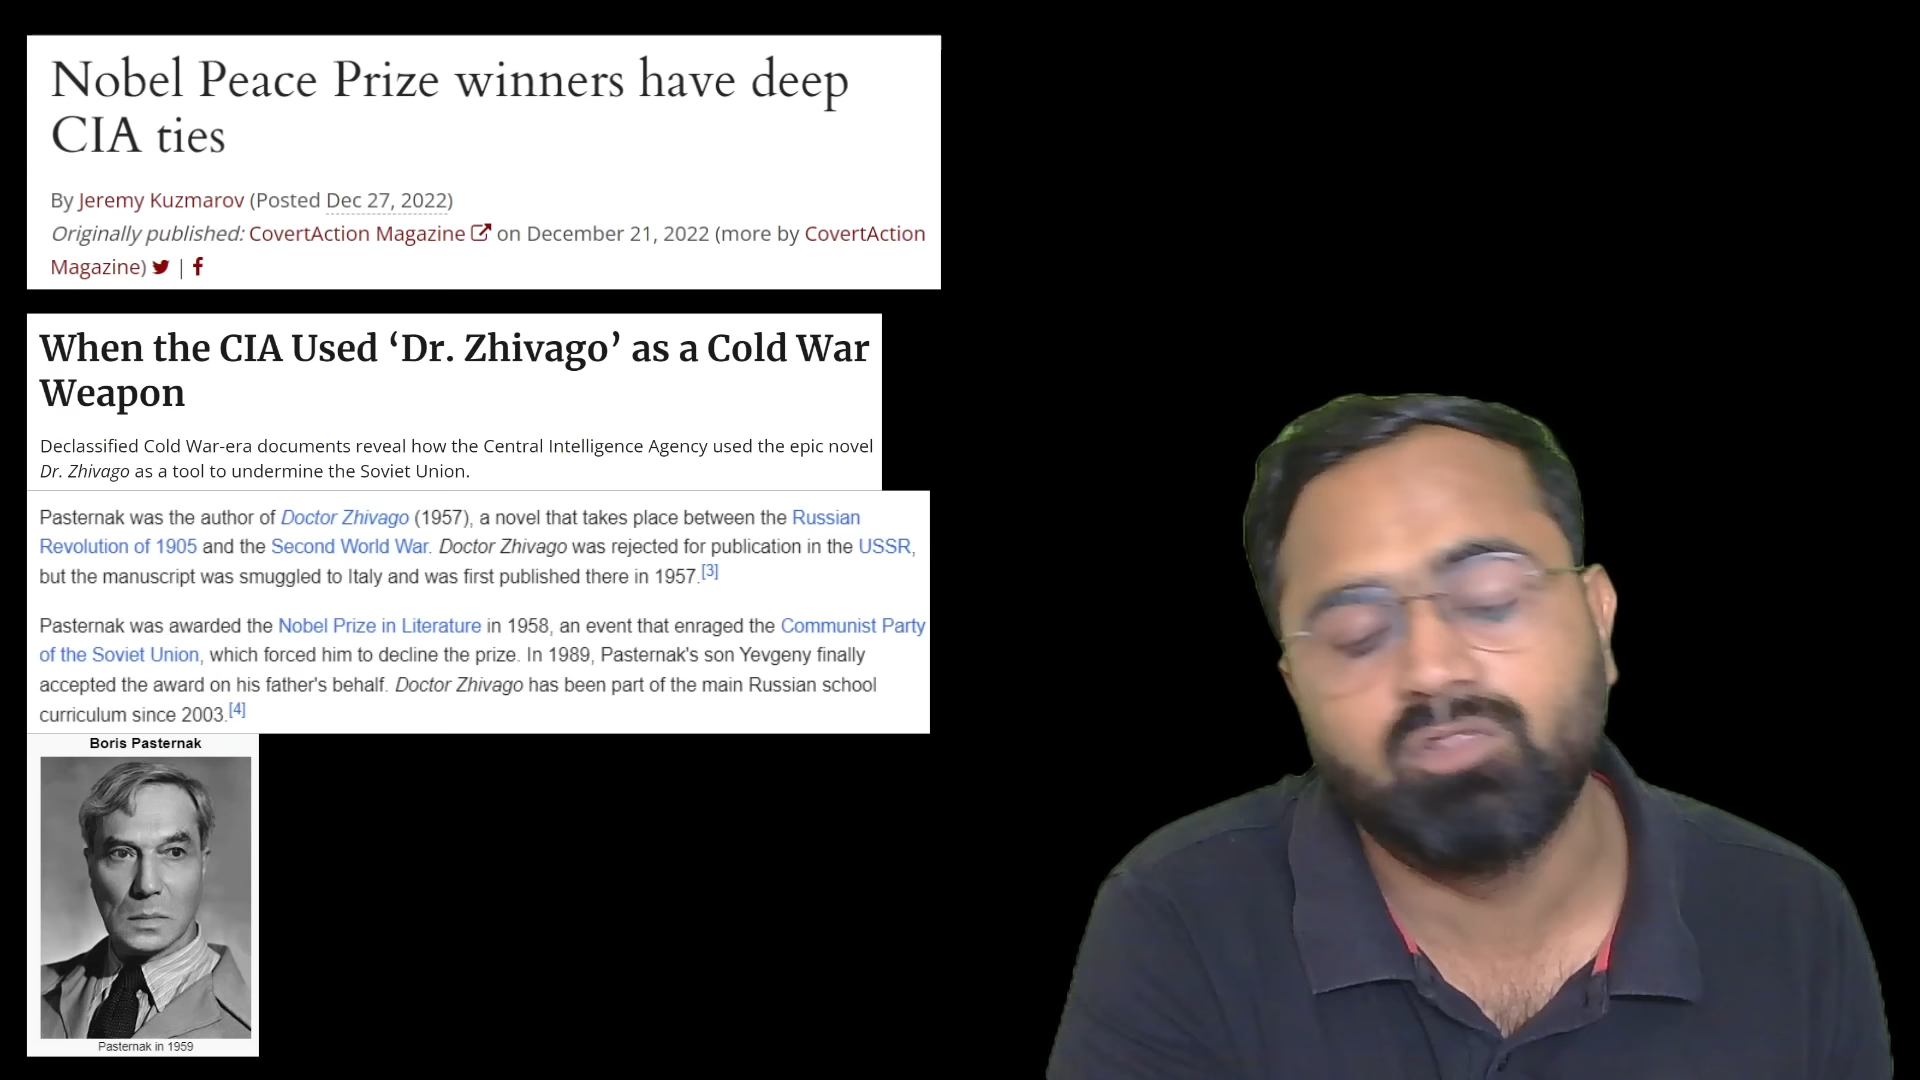 Nobel Peace Prize winners have deep
CIA ties
By Jeremy Kuzmarov (Posted Dec 27, 2022)
Originally published: CovertAction Magazine on December 21, 2022 (more by CovertAction
Magazine) |
When the CIA Used ‘Dr. Zhivago’ as a Cold War
Weapon
Declassified Cold War-era documents reveal how the Central Intelligence Agency used the epic novel
Dr. Zhivago as a tool to undermine the Soviet Union.
Pasternak was the author of Doctor Zhivago (1957), a novel that takes place between the Russian
Revolution of 1905 and the Second World War. Doctor Zhivago was rejected for publication in the USSR,
but the manuscript was smuggled to Italy and was first published there in 1957.[3]
Pasternak was awarded the Nobel Prize in Literature in 1958, an event that enraged the Communist Party
of the Soviet Union, which forced him to decline the prize. In 1989, Pasternak's son Yevgeny finally
accepted the award on his father's behalf. Doctor Zhivago has been part of the main Russian school
curriculum since 2003.[4]
Boris Pasternak
Pasternak in 1959